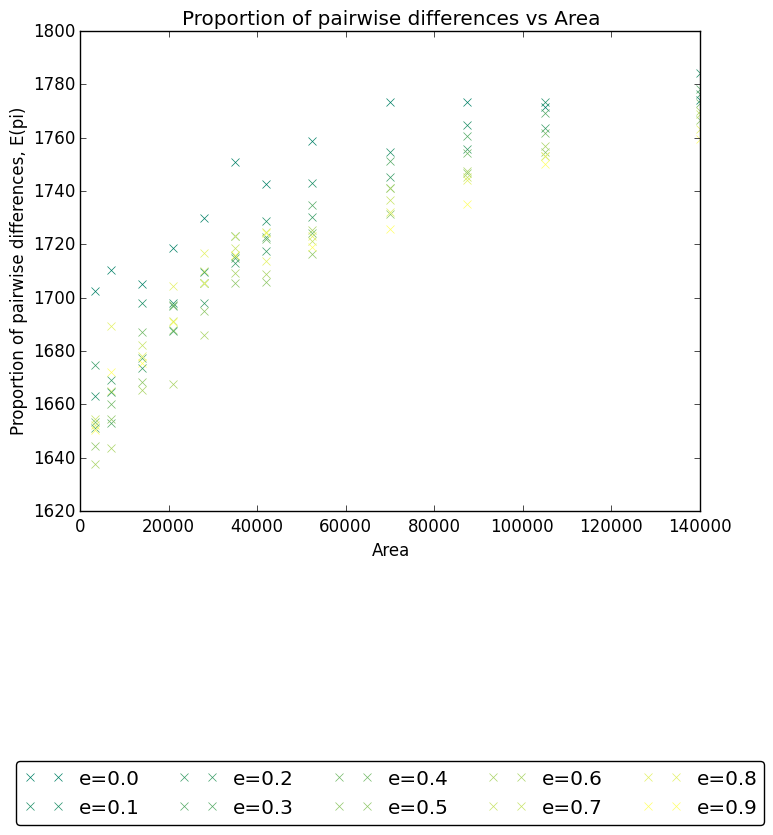 Proportion of pairwise differences vs Area
Proportion of pairwise differences, E(pi)
1800
1780
1760
1740
1720
1700
1680
1660
1640
1620
0 20000 40000 60000 80000 100000 120000 140000
Area
e=0.0 e=0.2 e=0.4 e=0.6 e=0.8
e=0.1 e=0.3 e=0.5 e=0.7 e=0.9